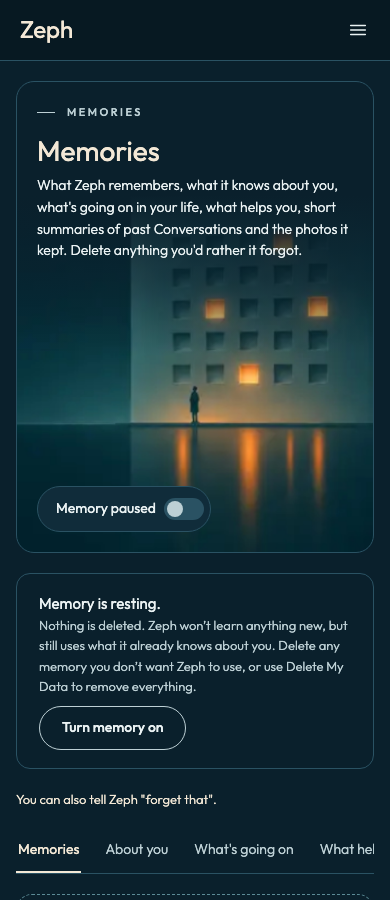 Zeph
MEMORIES
Memories
What Zeph remembers, what it knows about you,
what's going on in your life, what helps you, short
summaries of past Conversations and the photos it
kept. Delete anything you'd rather it forgot.
Memory paused
Memory is resting.
Nothing is deleted. Zeph won't learn anything new, but
still uses what it already knows about you. Delete any
memory you don't want Zeph to use, or use Delete My
Data to remove everything.
Turn memory on
You can also tell Zeph "forget that".
Memories About you What's going on What hel